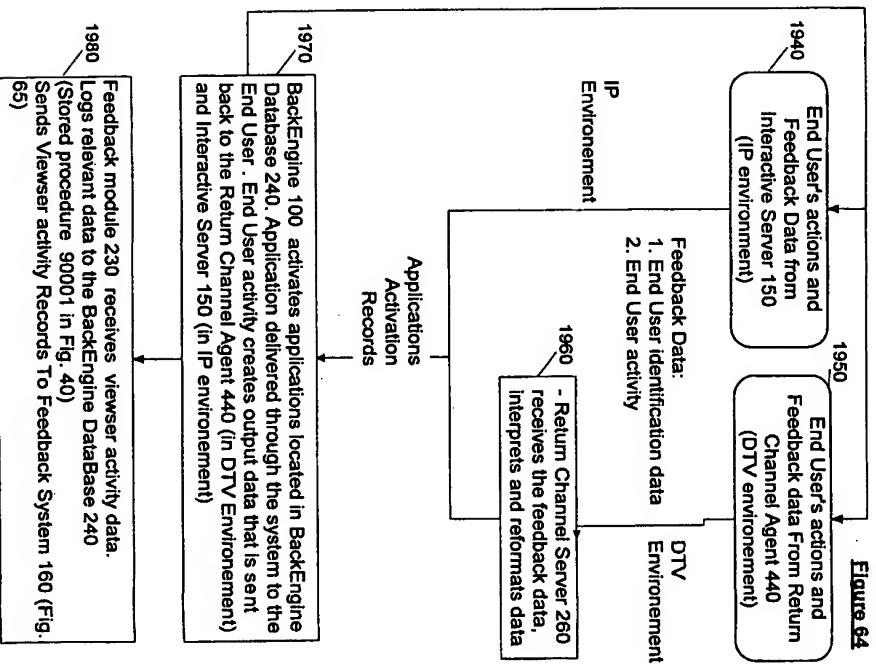 Figure 64
1940
End User's actions and
Feedback Data from
Interactive Server 150
(IP environment)
1950
End User's actions and
Feedback data From Return
Channel Agent 440
(DTV environement)
IP
Environement
Feedback Data:
1. End User identification data
2. End User activity
DTV
Environement
1960
- Return Channel Server 260
receives the feedback data,
interprets and reformats data
Applications
Activation
Records
1970
BackEngine 100 activates applications located in BackEngine
Database 240. Application delivered through the system to the
End User . End User activity creates output data that is sent
back to the Return Channel Agent 440 (in DTV Environement)
and Interactive Server 150 (in IP environement)
1980
Feedback module 230 receives viewser activity data.
Logs relevant data to the BackEngine DataBase 240
(Stored procedure 90001 in Fig. 40)
Sends Viewser activity Records To Feedback System 160 (Fig.
65)